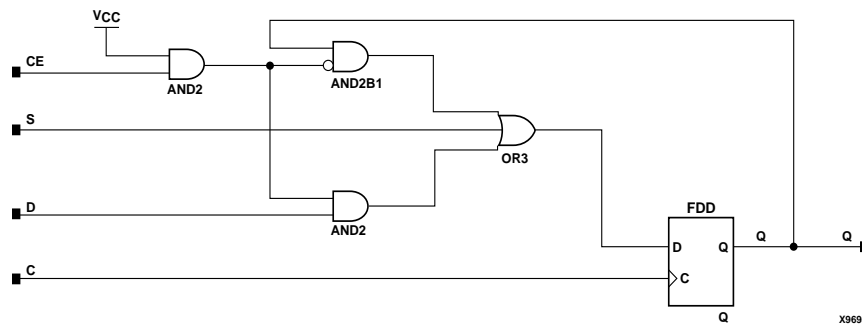 VCC
CE
AND2
AND2B1
S
OR3
D
AND2
FDD
D Q Q Q
C
C
Q
X969